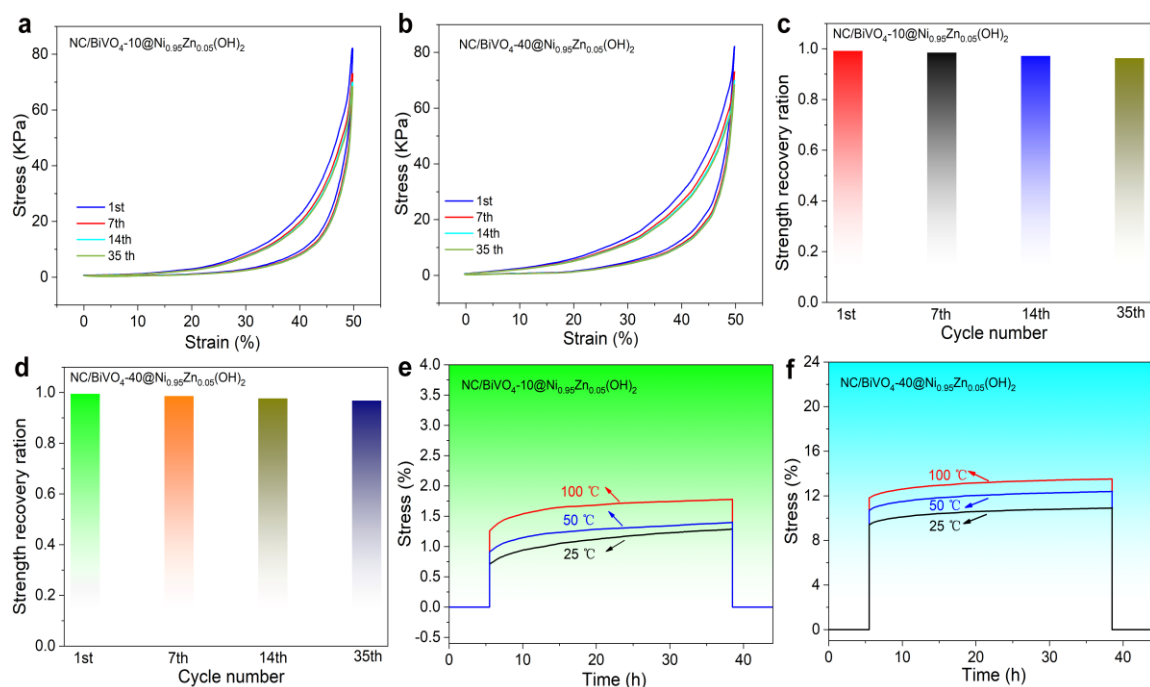 a
NC/BiVO₄-10@Ni₀.₉₅Zn₀.₀₅(OH)₂
Stress (KPa)
80
60
40
20
0
1st
7th
14th
35 th
0 10 20 30 40 50
Strain (%)
b
NC/BiVO₄-40@Ni₀.₉₅Zn₀.₀₅(OH)₂
Stress (KPa)
80
60
40
20
0
1st
7th
14th
35 th
0 10 20 30 40 50
Strain (%)
c
NC/BiVO₄-10@Ni₀.₉₅Zn₀.₀₅(OH)₂
Strength recovery ration
1.0
0.8
0.6
0.4
0.2
0.0
1st 7th 14th 35th
Cycle number
d
NC/BiVO₄-40@Ni₀.₉₅Zn₀.₀₅(OH)₂
Strength recovery ration
1.0
0.8
0.6
0.4
0.2
0.0
1st 7th 14th 35th
Cycle number
e
NC/BiVO₄-10@Ni₀.₉₅Zn₀.₀₅(OH)₂
Stress (%)
4.0
3.5
3.0
2.5
2.0
1.5
1.0
0.5
0.0
-0.5
100 ℃
50 ℃
25 ℃
0 10 20 30 40
Time (h)
f
NC/BiVO₄-40@Ni₀.₉₅Zn₀.₀₅(OH)₂
Stress (%)
24
20
16
12
8
4
0
100 ℃
50 ℃
25 ℃
0 10 20 30 40
Time (h)